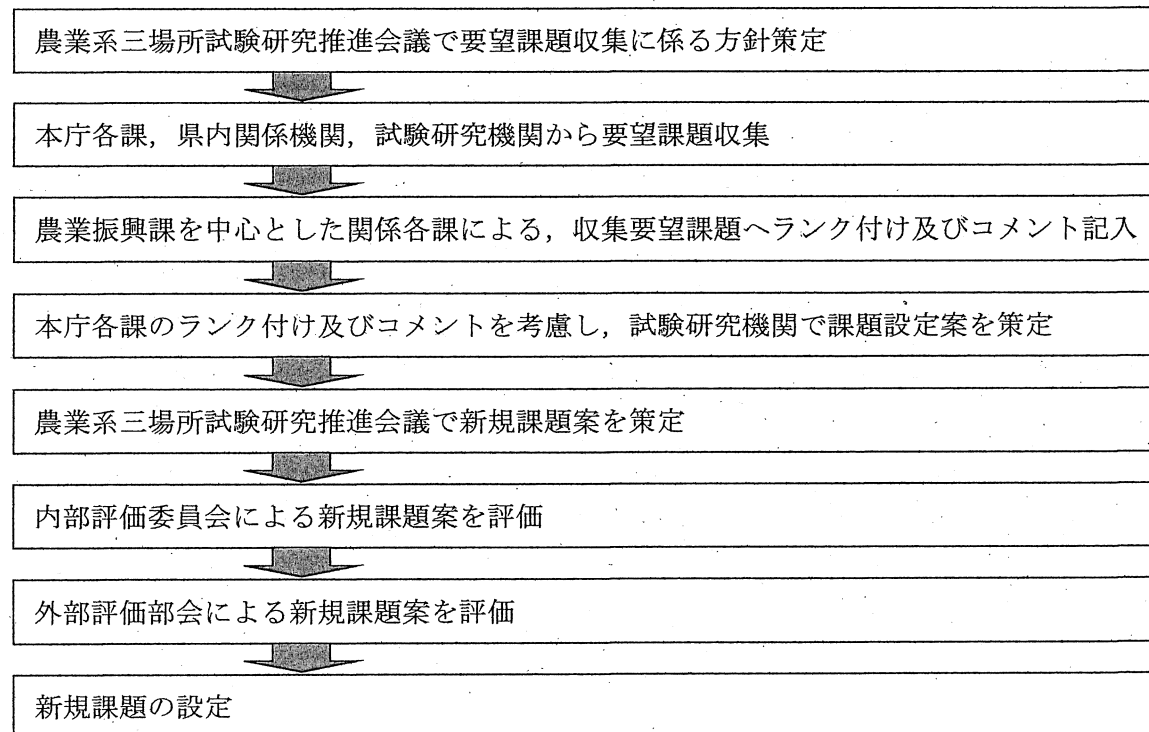 農業系三場所試験研究推進会議で要望課題収集に係る方針策定
本庁各課，県内関係機関，試験研究機関から要望課題収集
農業振興課を中心とした関係各課による，収集要望課題へランク付け及びコメント記入
本庁各課のランク付け及びコメントを考慮し，試験研究機関で課題設定案を策定
農業系三場所試験研究推進会議で新規課題案を策定
内部評価委員会による新規課題案を評価
外部評価部会による新規課題案を評価
新規課題の設定